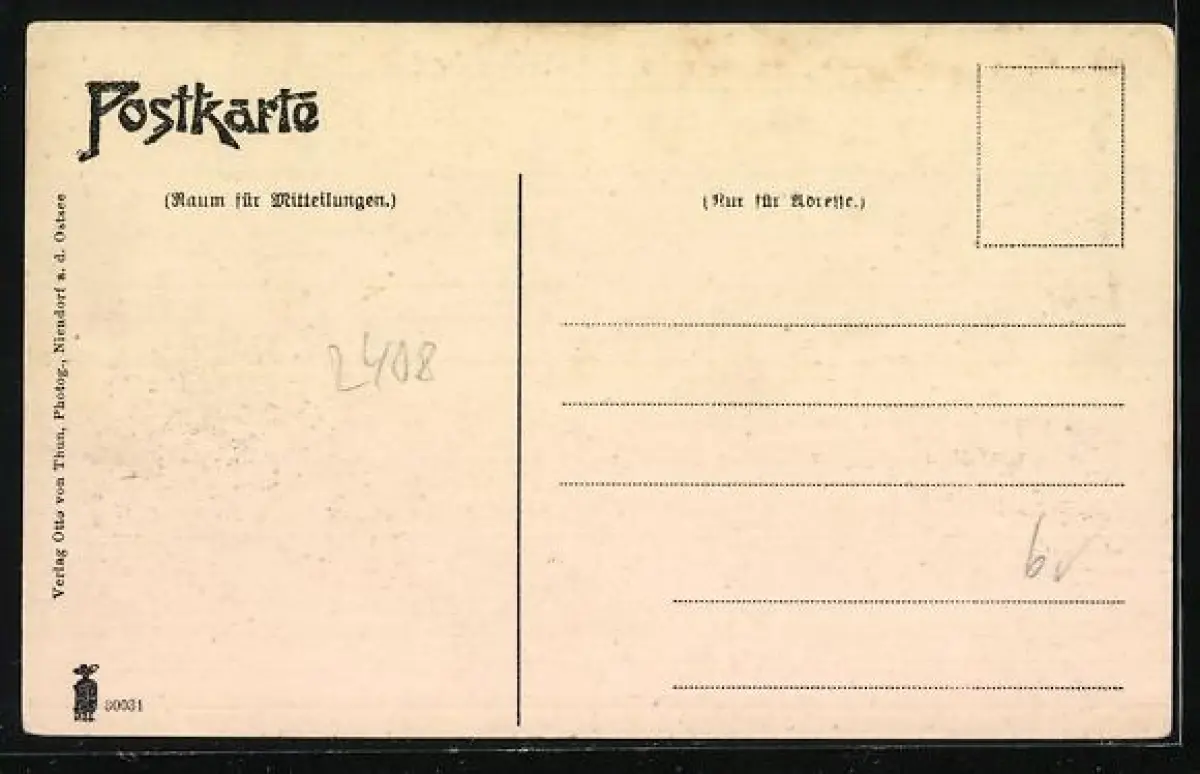 Postkarte
(Raum für Mitteilungen.)
(Nur für Adresse.)
Verlag Otto von Thun, Photog., Niendorf a. d. Ostsee
2408
6
30031